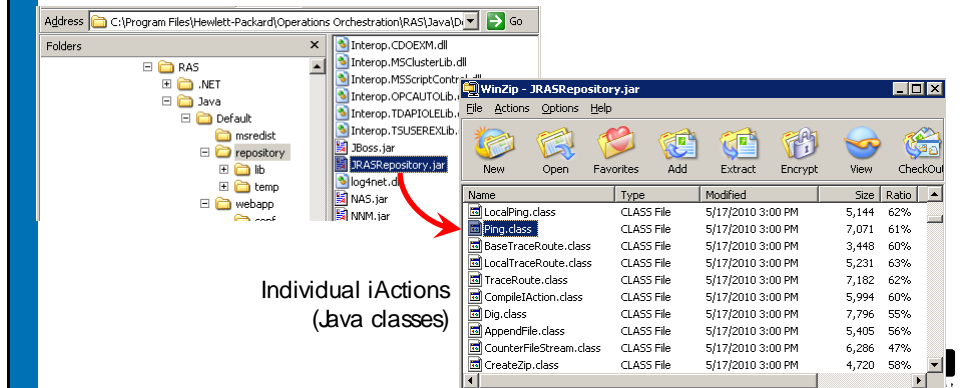 Address C:\Program Files\Hewlett-Packard\Operations Orchestration\RAS\Java\D Go
Folders
RAS
.NET
Java
Default
msredist
repository
lib
temp
webapp
Interop.CDOEXM.dll
Interop.MSClusterLib.dll
Interop.MSScriptControl.dll
Interop.OPCAUTOLib.
Interop.TDAPIOLELib.
Interop.TSUSEREXLib.
JBoss.jar
JRASRepository.jar
log4net.d
NAS.jar
NNM.jar
WinZip - JRASRepository.jar
File Actions Options Help
New Open Favorites Add Extract Encrypt View CheckOu
Name Type Modified Size Ratio
LocalPing.class CLASS File 5/17/2010 3:00 PM 5,144 62%
Ping.class CLASS File 5/17/2010 3:00 PM 7,071 61%
BaseTraceRoute.class CLASS File 5/17/2010 3:00 PM 3,448 60%
LocalTraceRoute.class CLASS File 5/17/2010 3:00 PM 5,231 63%
TraceRoute.class CLASS File 5/17/2010 3:00 PM 7,182 62%
CompileIAction.class CLASS File 5/17/2010 3:00 PM 5,994 60%
Dig.class CLASS File 5/17/2010 3:00 PM 7,796 55%
AppendFile.class CLASS File 5/17/2010 3:00 PM 5,405 56%
CounterFileStream.class CLASS File 5/17/2010 3:00 PM 6,286 47%
CreateZip.class CLASS File 5/17/2010 3:00 PM 4,720 58%
Individual iActions
(Java classes)